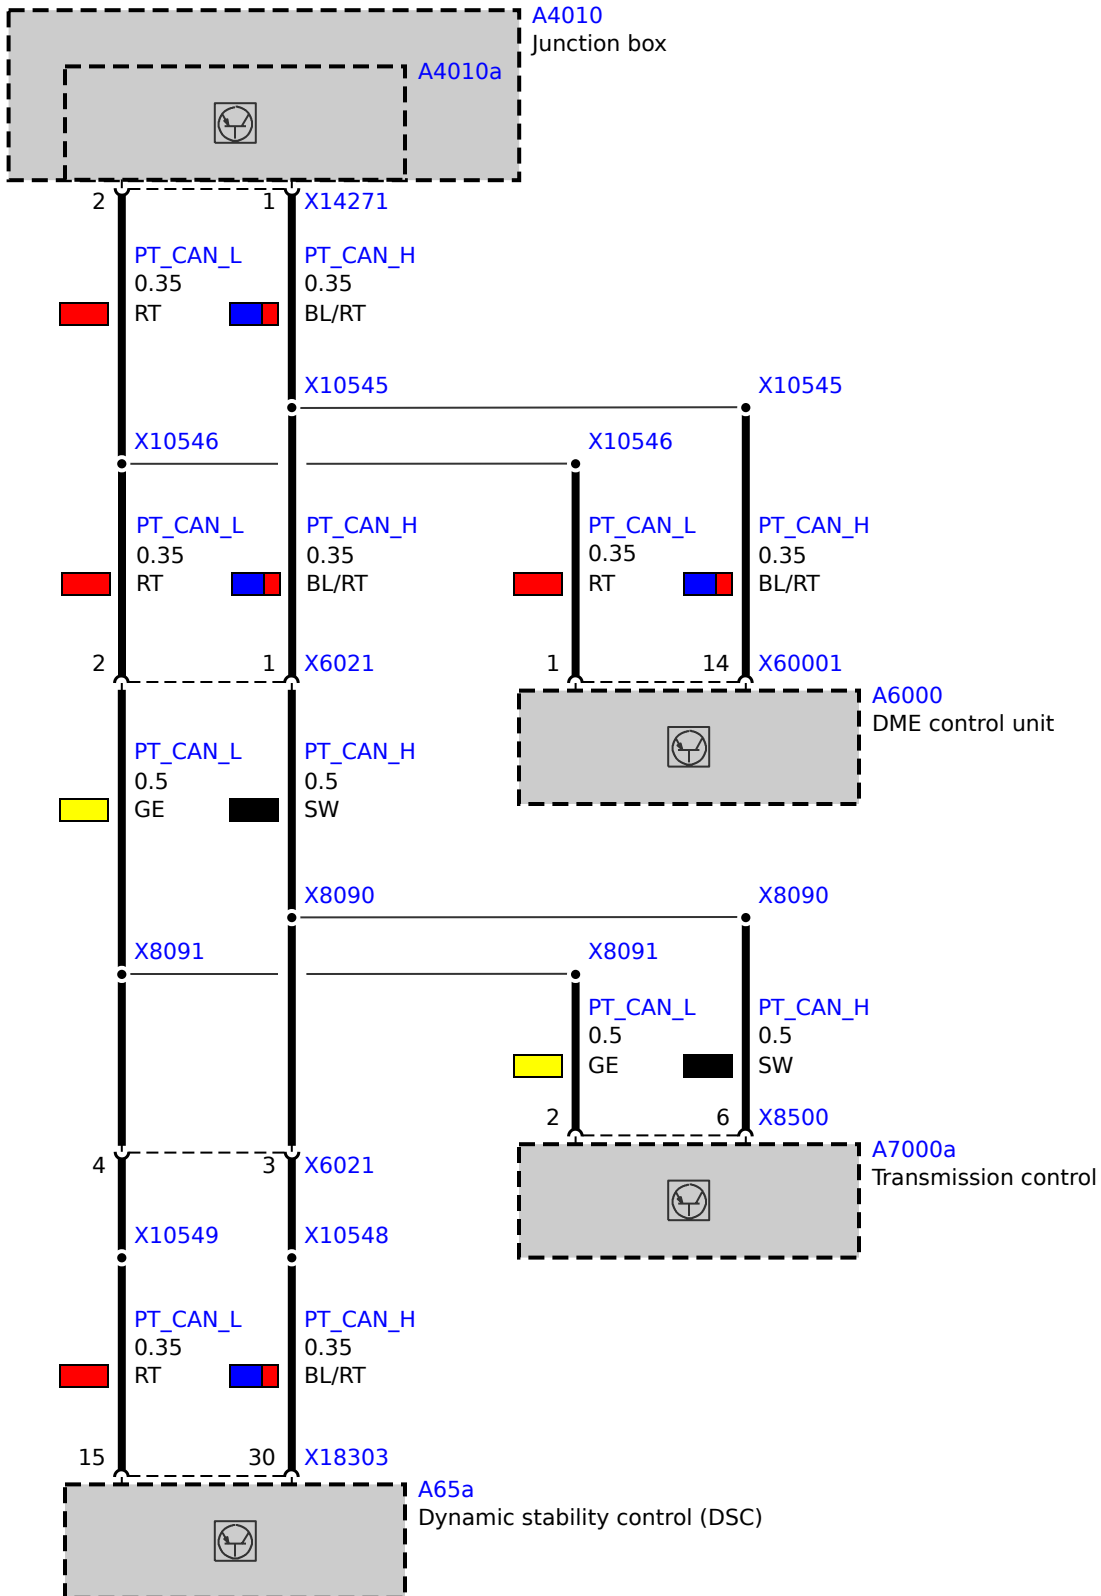 A4010
Junction box
A4010a
2
1
X14271
PT_CAN_L
PT_CAN_H
0.35
0.35
RT
BL/RT
X10545
X10545
X10546
X10546
PT_CAN_L
PT_CAN_H
PT_CAN_L
PT_CAN_H
0.35
0.35
0.35
0.35
RT
BL/RT
RT
BL/RT
2
1
X6021
1
14
X60001
A6000
DME control unit
PT_CAN_L
PT_CAN_H
0.5
0.5
GE
SW
X8090
X8090
X8091
X8091
PT_CAN_L
PT_CAN_H
0.5
0.5
GE
SW
2
6
X8500
A7000a
Transmission control
4
3
X6021
X10549
X10548
PT_CAN_L
PT_CAN_H
0.35
0.35
RT
BL/RT
15
30
X18303
A65a
Dynamic stability control (DSC)